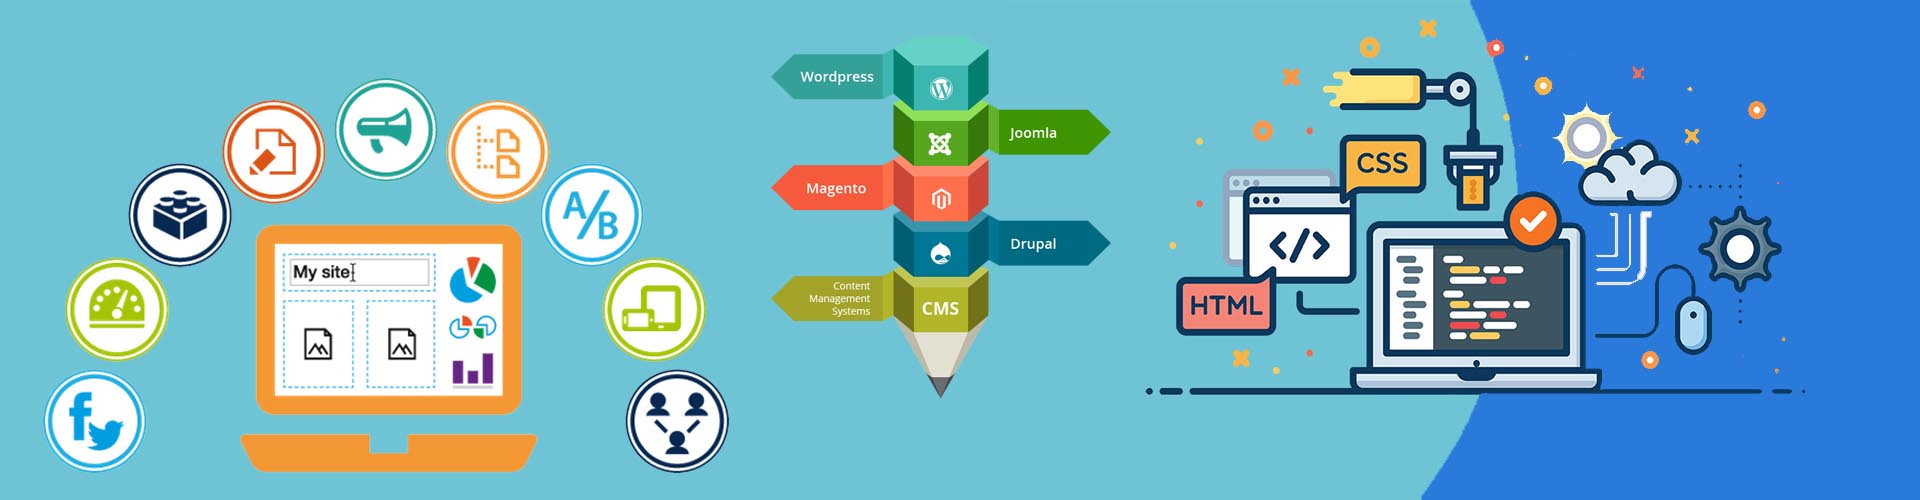 My site
A/B
Wordpress
Joomla
Magento
Drupal
Content
Management
Systems
CMS
CSS
</>
HTML